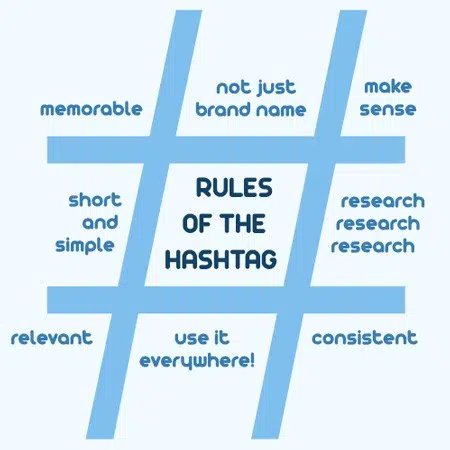 memorable
not just
brand name
make
sense
short
and
simple
RULES
OF THE
HASHTAG
research
research
research
relevant
use it
everywhere!
consistent